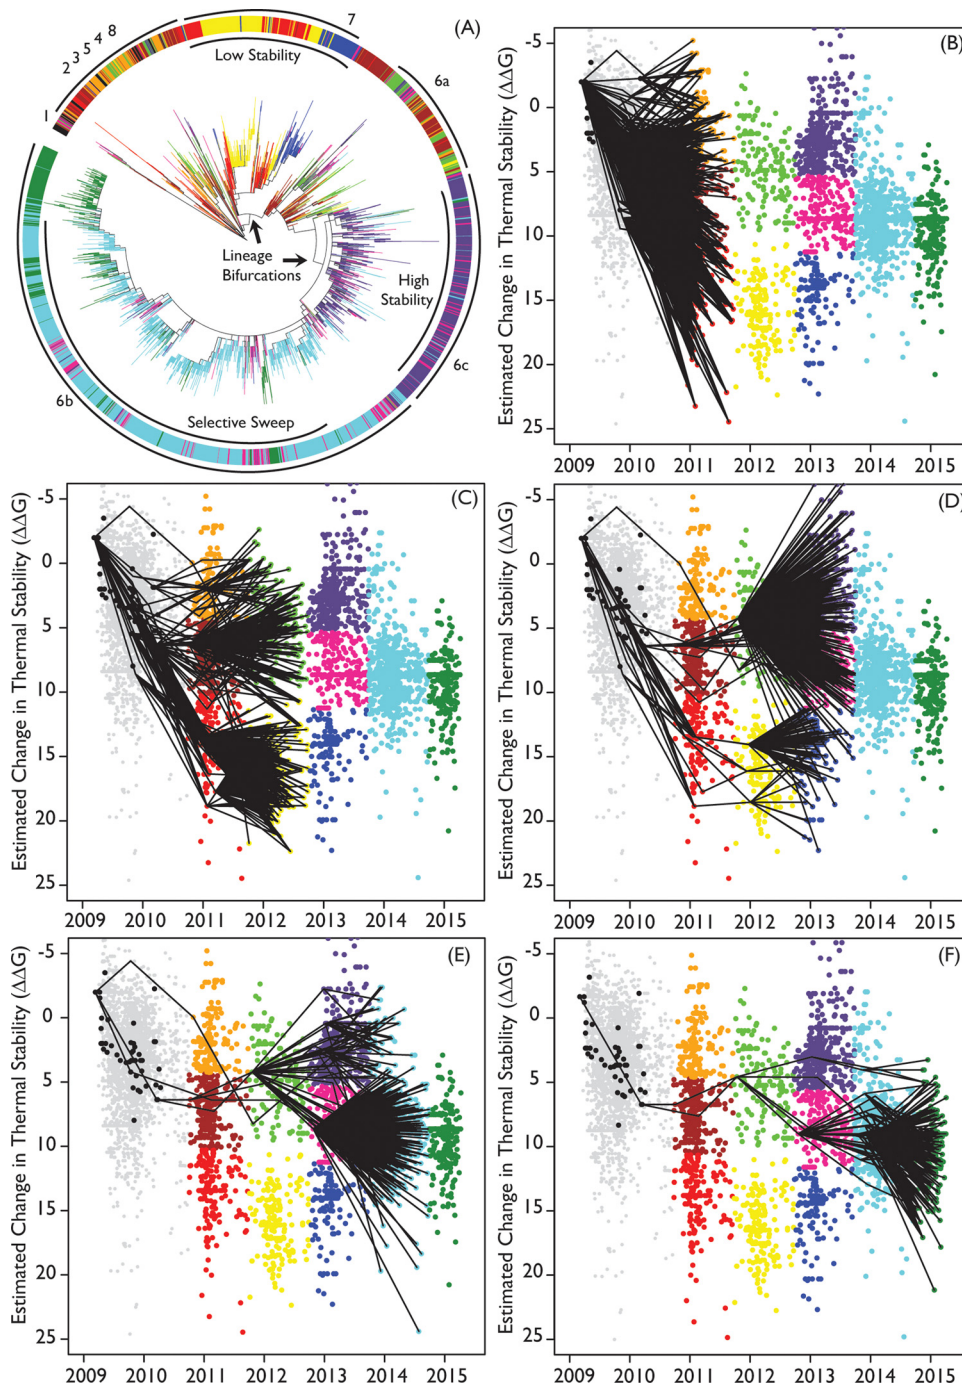 (A)
1
2
3
5
4
8
7
Low Stability
6a
Lineage
Bifurcations
High
Stability
6c
6b
Selective Sweep
(B)
Estimated Change in Thermal Stability (ΔΔG)
-5
0
5
10
15
20
25
2009 2010 2011 2012 2013 2014 2015
(C)
Estimated Change in Thermal Stability (ΔΔG)
-5
0
5
10
15
20
25
2009 2010 2011 2012 2013 2014 2015
(D)
Estimated Change in Thermal Stability (ΔΔG)
-5
0
5
10
15
20
25
2009 2010 2011 2012 2013 2014 2015
(E)
Estimated Change in Thermal Stability (ΔΔG)
-5
0
5
10
15
20
25
2009 2010 2011 2012 2013 2014 2015
(F)
Estimated Change in Thermal Stability (ΔΔG)
-5
0
5
10
15
20
25
2009 2010 2011 2012 2013 2014 2015